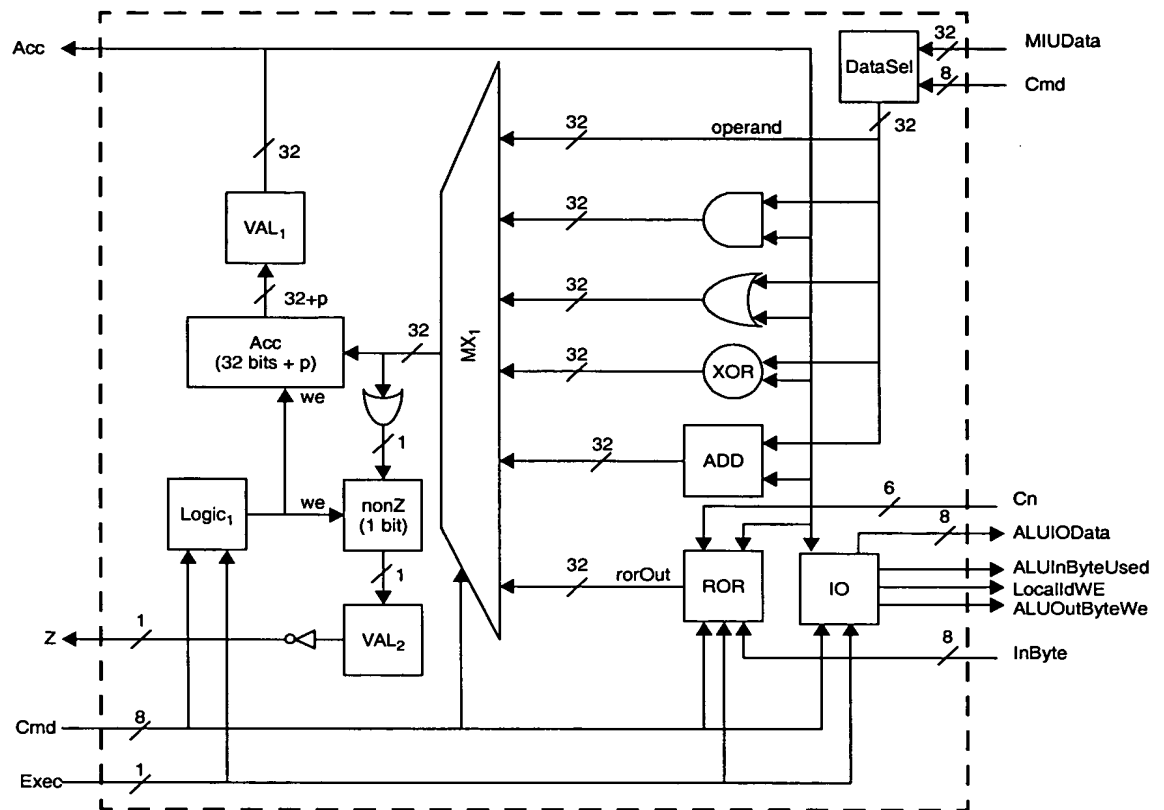 Acc
32
MIUData
DataSel
8
Cmd
32
32
operand
32
VAL₁
32
32+p
32
Acc
(32 bits + p)
32
MX₁
32
XOR
we
1
32
ADD
Logic₁
we
nonZ
(1 bit)
6
Cn
8
ALUIOData
1
32
rorOut
ROR
IO
ALUInByteUsed
LocalIdWE
ALUOutByteWe
Z
1
VAL₂
8
InByte
Cmd
8
Exec
1